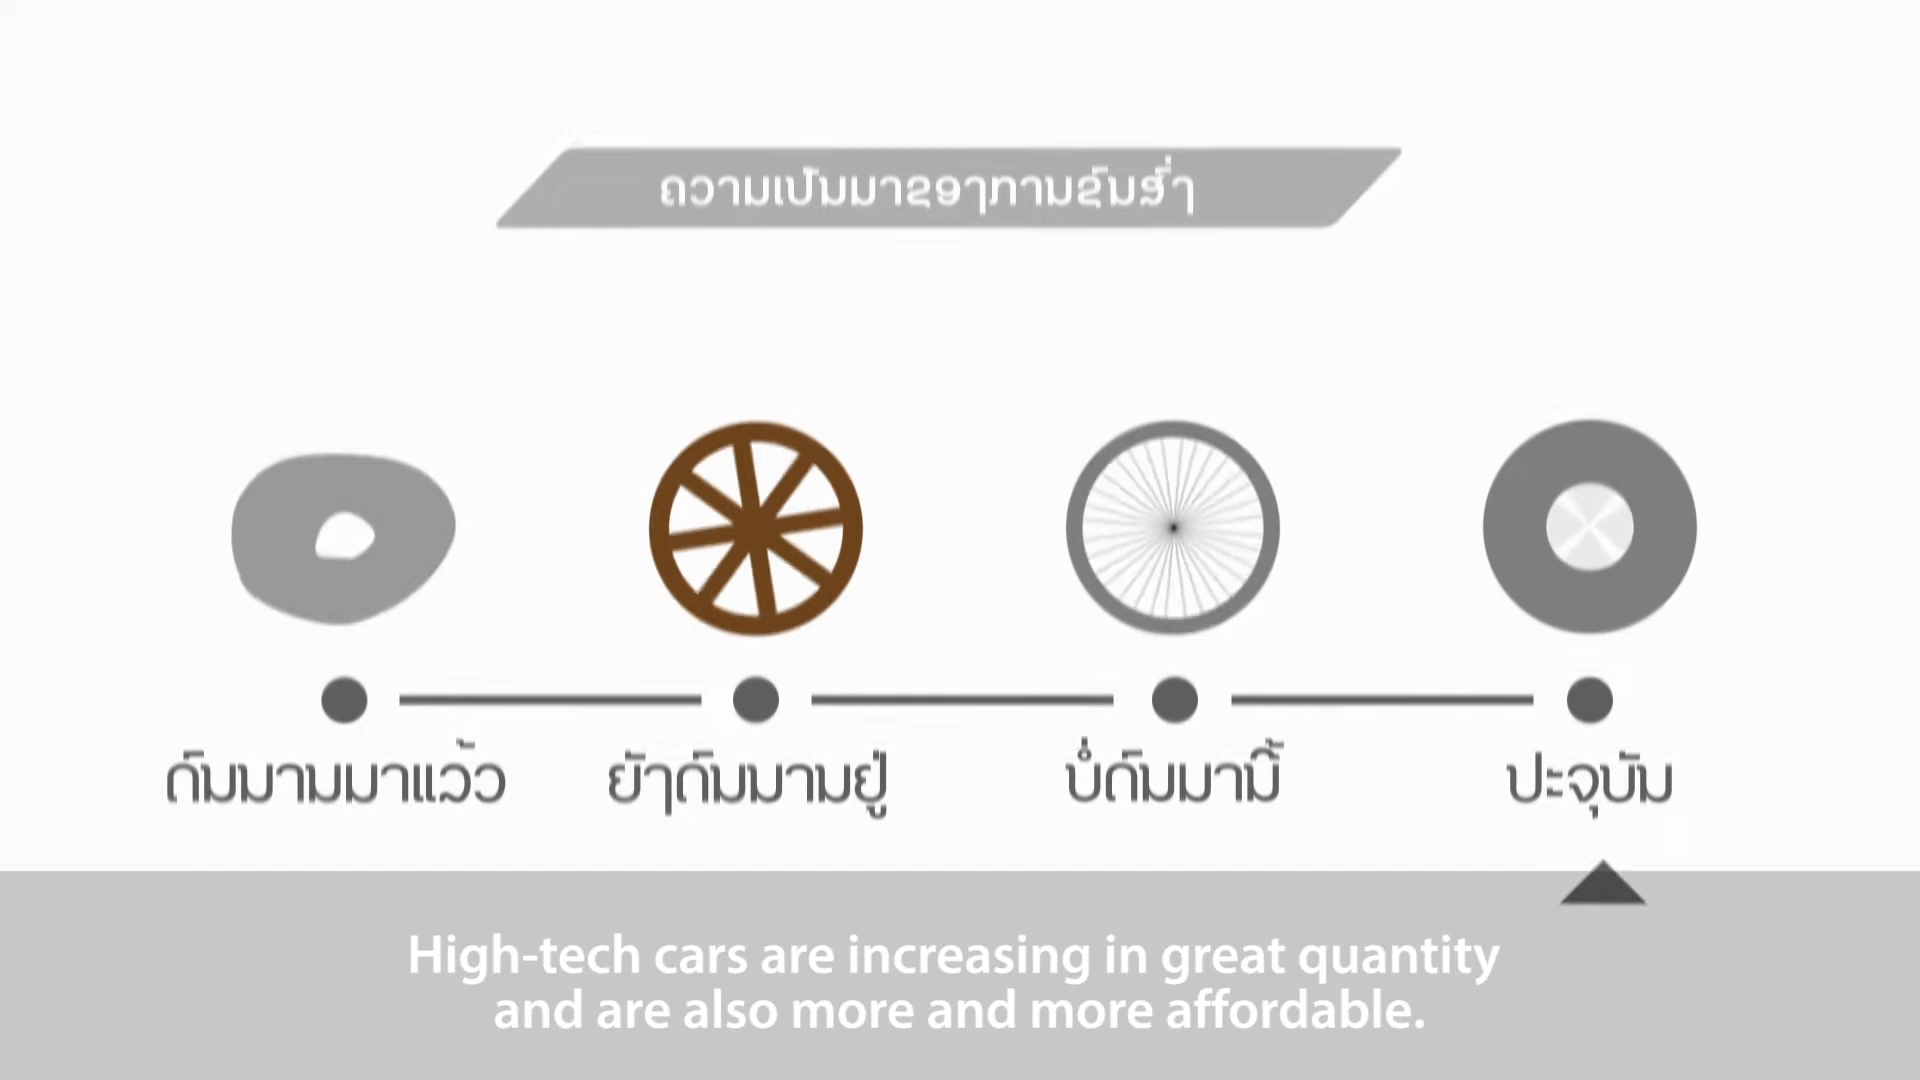 ຄວາມເປັນມາຂອງການຂົນສົ່ງ
ດົນນານມາແລ້ວ
ຍັງດົນນານຢູ່
ບໍ່ດົນມານີ້
ປະຈຸບັນ
High-tech cars are increasing in great quantity
and are also more and more affordable.